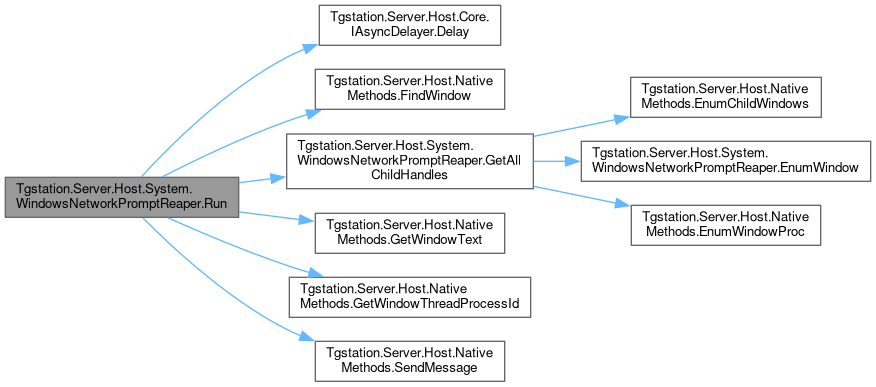 Tgstation.Server.Host.System.
WindowsNetworkPromptReaper.Run
Tgstation.Server.Host.Core.
IAsyncDelayer.Delay
Tgstation.Server.Host.Native
Methods.FindWindow
Tgstation.Server.Host.System.
WindowsNetworkPromptReaper.GetAll
ChildHandles
Tgstation.Server.Host.Native
Methods.GetWindowText
Tgstation.Server.Host.Native
Methods.GetWindowThreadProcessId
Tgstation.Server.Host.Native
Methods.SendMessage
Tgstation.Server.Host.Native
Methods.EnumChildWindows
Tgstation.Server.Host.System.
WindowsNetworkPromptReaper.EnumWindow
Tgstation.Server.Host.Native
Methods.EnumWindowProc